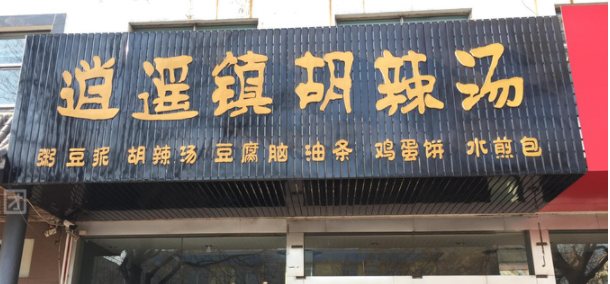 逍遥镇胡辣汤
粥 豆浆 胡辣汤 豆腐脑 油条 鸡蛋饼 水煎包